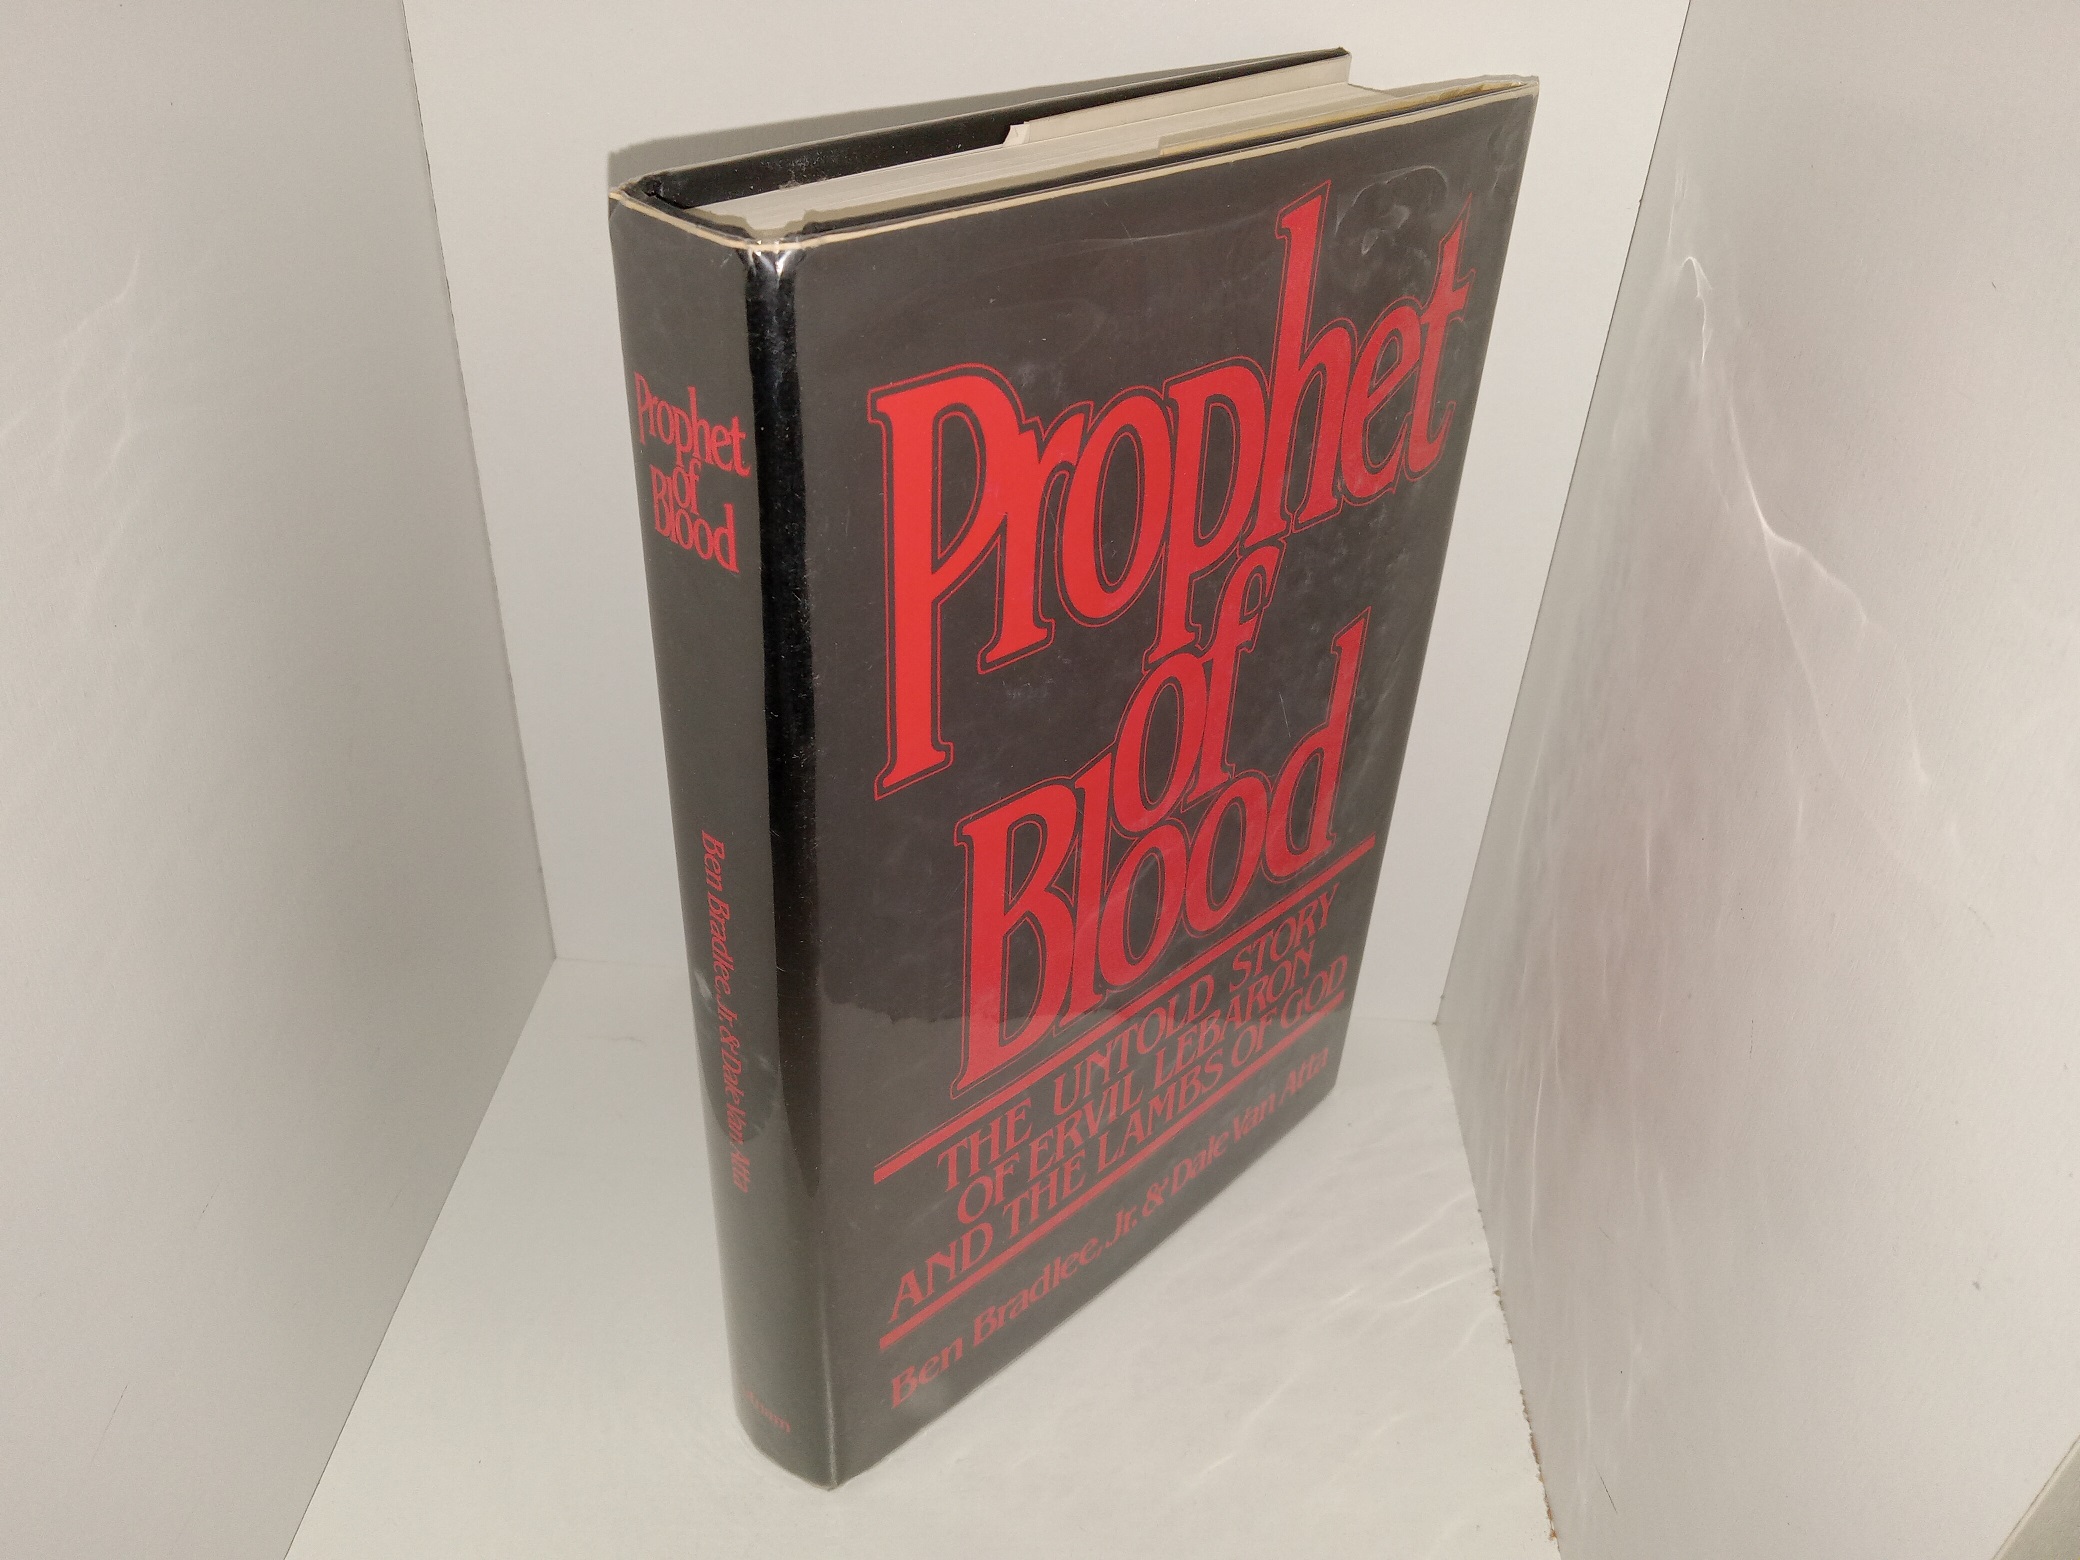 Prophet
of
Blood
Ben Bradlee, Jr. & Dale Van Atta
Prophet
of
Blood
THE UNTOLD STORY
OF ERVIL LEBARON
AND THE LAMBS OF GOD
Ben Bradlee, Jr. & Dale Van Atta